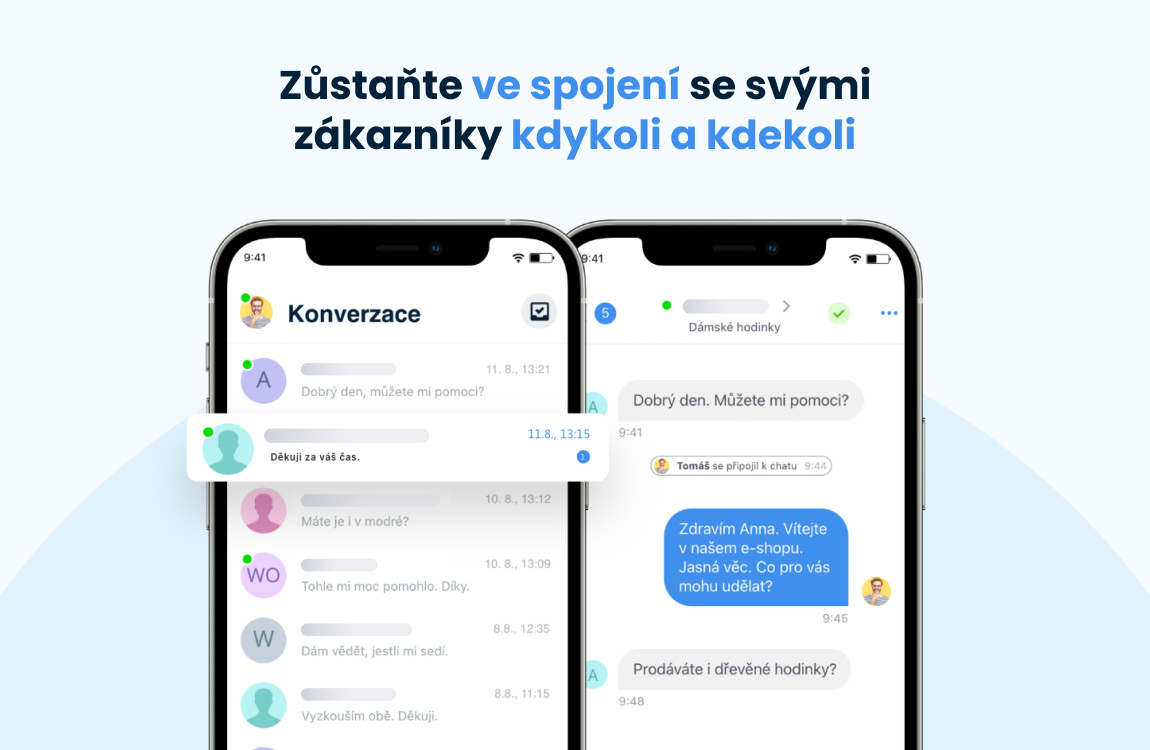 Zůstaňte ve spojení se svými
zákazníky kdykoli a kdekoli
9:41
Konverzace
A
11. 8., 13:21
Dobrý den, můžete mi pomoci?
11.8., 13:15
Děkuji za váš čas.
1
10. 8., 13:12
Máte je i v modré?
WO
10. 8., 13:09
Tohle mi moc pomohlo. Díky.
W
8.8., 12:35
Dám vědět, jestli mi sedí.
8.8., 11:15
Vyzkouším obě. Děkuji.
9:41
5
Dámské hodinky
A
Dobrý den. Můžete mi pomoci?
9:41
Tomáš se připojil k chatu 9:44
Zdravím Anna. Vítejte
v našem e-shopu.
Jasná věc. Co pro vás
mohu udělat?
9:45
A
Prodáváte i dřevěné hodinky?
9:48